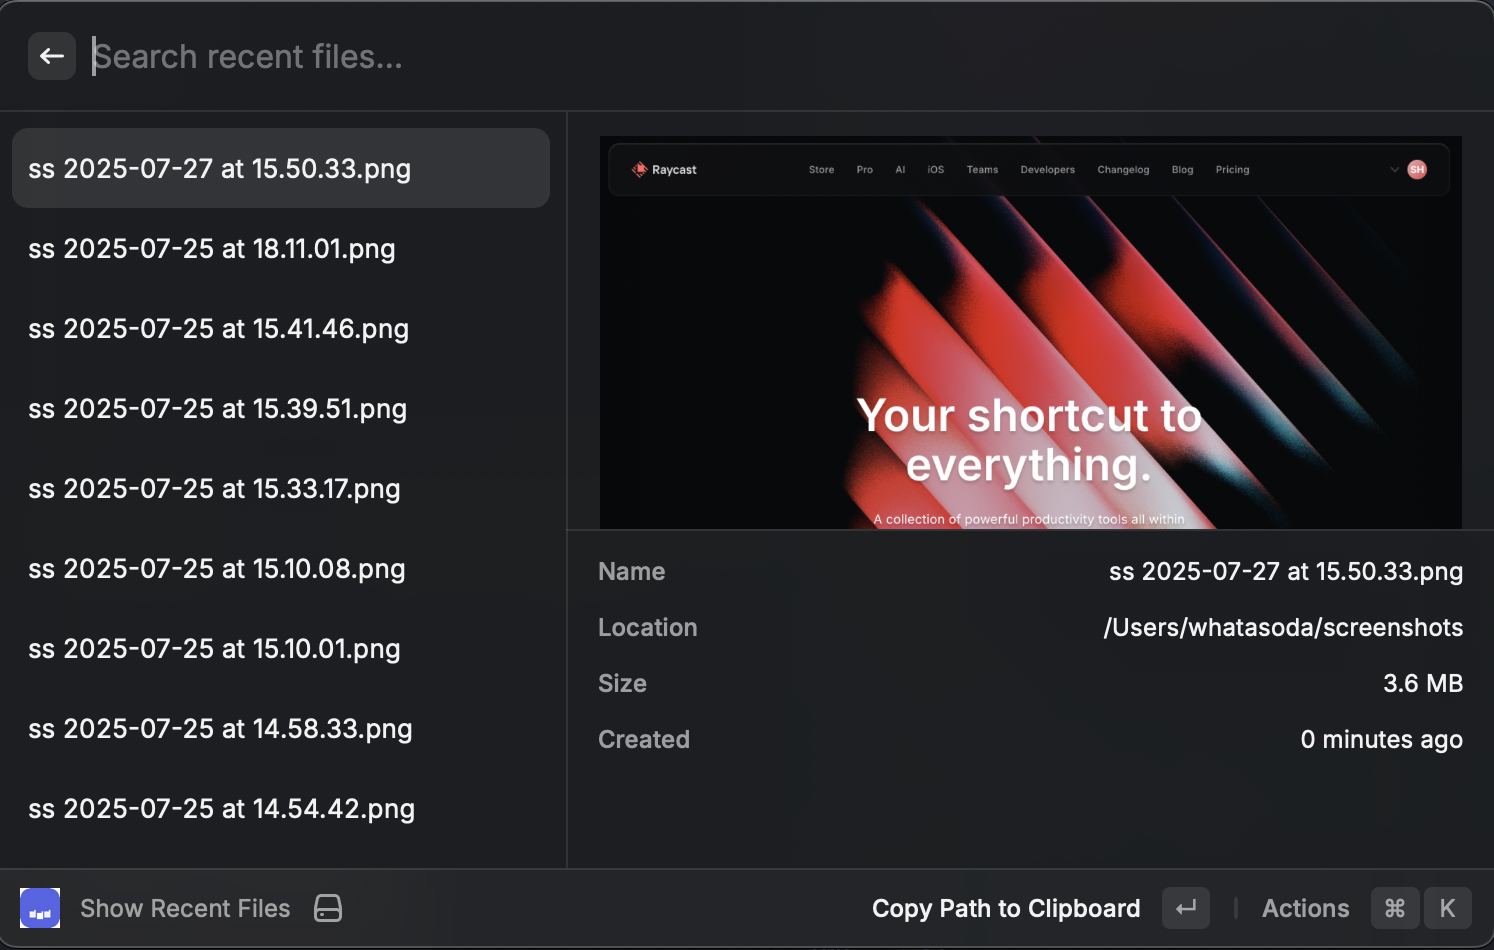 Search recent files...
ss 2025-07-27 at 15.50.33.png
ss 2025-07-25 at 18.11.01.png
ss 2025-07-25 at 15.41.46.png
ss 2025-07-25 at 15.39.51.png
ss 2025-07-25 at 15.33.17.png
ss 2025-07-25 at 15.10.08.png
ss 2025-07-25 at 15.10.01.png
ss 2025-07-25 at 14.58.33.png
ss 2025-07-25 at 14.54.42.png
Raycast Store Pro AI iOS Teams Developers Changelog Blog Pricing SH
Your shortcut to
everything.
A collection of powerful productivity tools all within
Name ss 2025-07-27 at 15.50.33.png
Location /Users/whatasoda/screenshots
Size 3.6 MB
Created 0 minutes ago
Show Recent Files Copy Path to Clipboard ↵ Actions ⌘ K